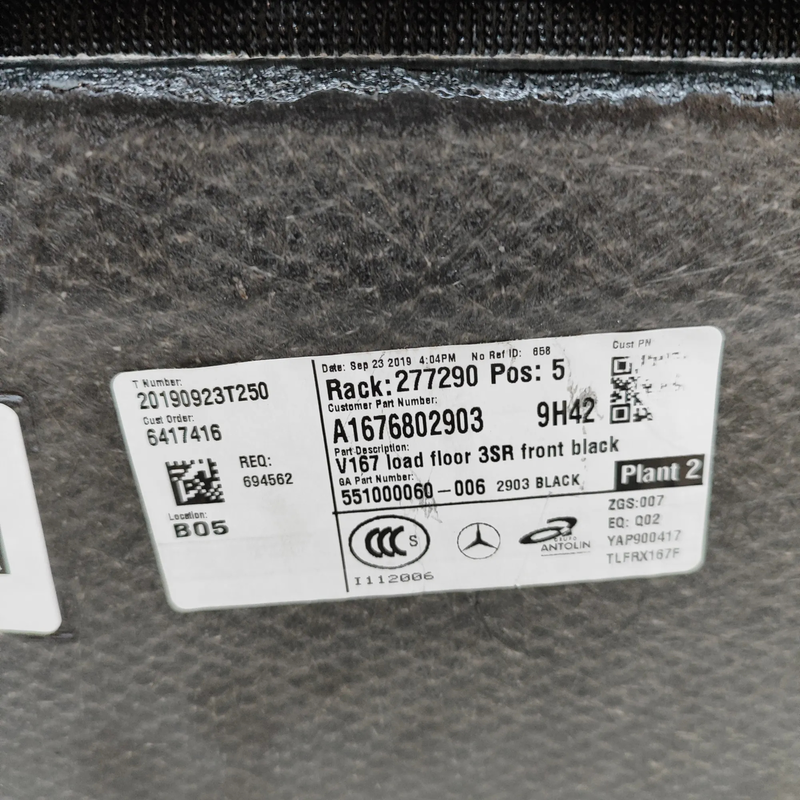 T Number:
20190923T250
Cust Order:
6417416
REQ:
694562
Location:
B05
Date: Sep 23 2019 4:04PM No Ref ID: 658
Rack: 277290 Pos: 5
Customer Part Number:
A1676802903 9H42
Part Description:
V167 load floor 3SR front black
GA Part Number:
551000060-006 2903 BLACK
Cust PN
Plant 2
CCC S
I112006
ANTOLIN
ZGS:007
EQ: Q02
YAP900417
TLFRX167F